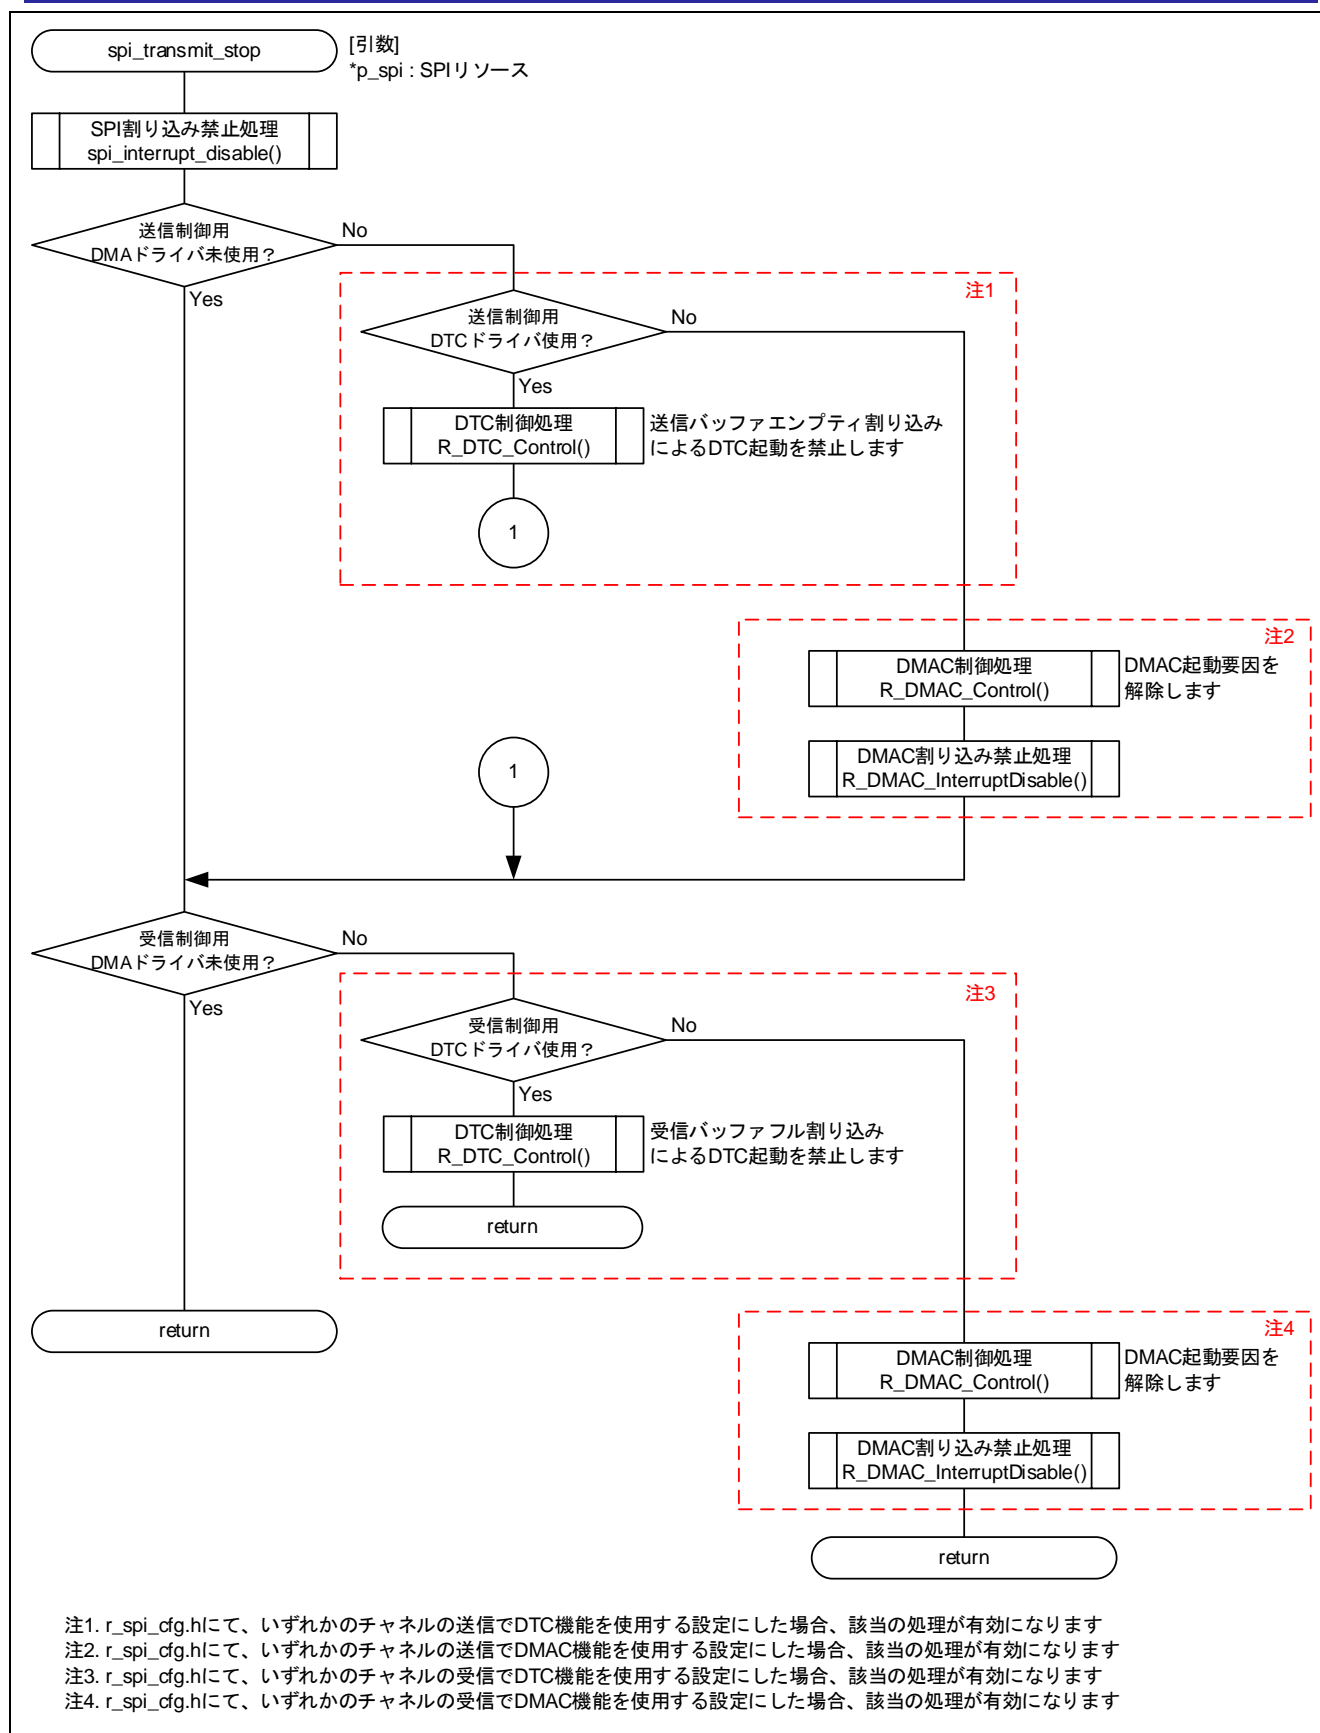 spi_transmit_stop
[引数]
*p_spi : SPIリソース
SPI割り込み禁止処理
spi_interrupt_disable()
送信制御用
DMAドライバ未使用？
No
Yes
注1
送信制御用
DTCドライバ使用？
No
Yes
DTC制御処理
R_DTC_Control()
送信バッファエンプティ割り込み
によるDTC起動を禁止します
1
注2
DMAC制御処理
R_DMAC_Control()
DMAC起動要因を
解除します
DMAC割り込み禁止処理
R_DMAC_InterruptDisable()
1
受信制御用
DMAドライバ未使用？
No
Yes
注3
受信制御用
DTCドライバ使用？
No
Yes
DTC制御処理
R_DTC_Control()
受信バッファフル割り込み
によるDTC起動を禁止します
return
return
注4
DMAC制御処理
R_DMAC_Control()
DMAC起動要因を
解除します
DMAC割り込み禁止処理
R_DMAC_InterruptDisable()
return
注1. r_spi_cfg.hにて、いずれかのチャネルの送信でDTC機能を使用する設定にした場合、該当の処理が有効になります
注2. r_spi_cfg.hにて、いずれかのチャネルの送信でDMAC機能を使用する設定にした場合、該当の処理が有効になります
注3. r_spi_cfg.hにて、いずれかのチャネルの受信でDTC機能を使用する設定にした場合、該当の処理が有効になります
注4. r_spi_cfg.hにて、いずれかのチャネルの受信でDMAC機能を使用する設定にした場合、該当の処理が有効になります